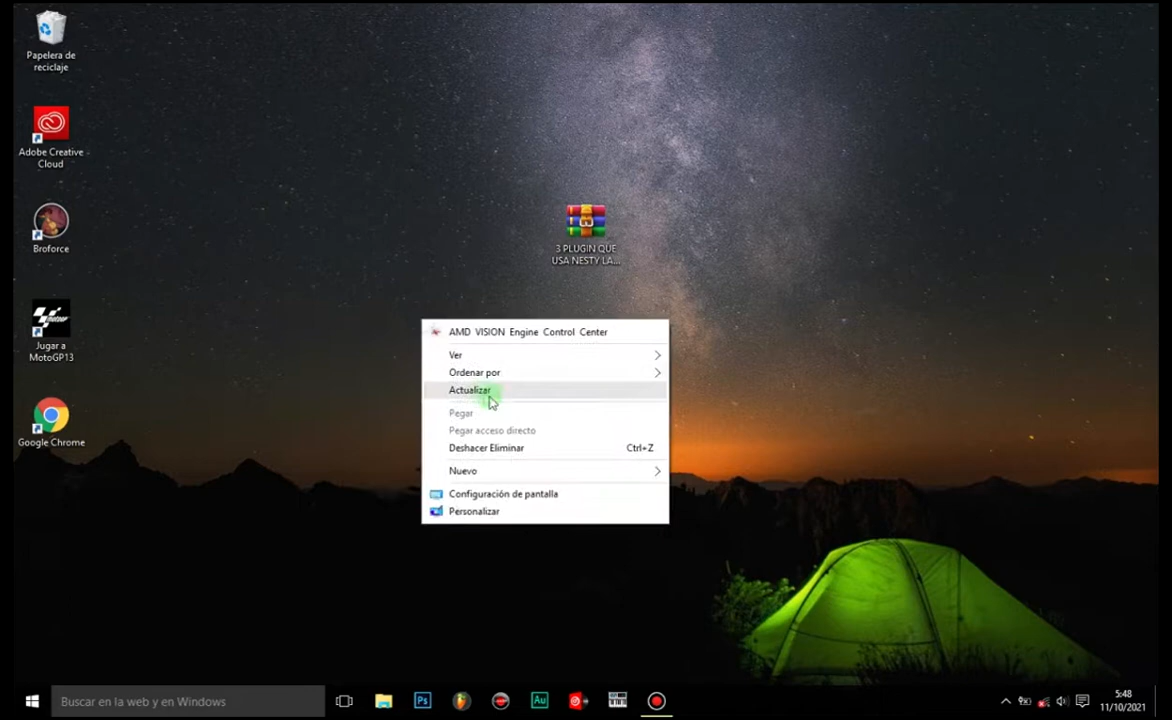 Papelera de
reciclaje
Adobe Creative
Cloud
Broforce
Jugar a
MotoGP13
Google Chrome
3 PLUGIN QUE
USA NESTY LA...
AMD VISION Engine Control Center
Ver
Ordenar por
Actualizar
Pegar
Pegar acceso directo
Deshacer Eliminar Ctrl+Z
Nuevo
Configuración de pantalla
Personalizar
Buscar en la web y en Windows
Ps
Au
5:48
11/10/2021